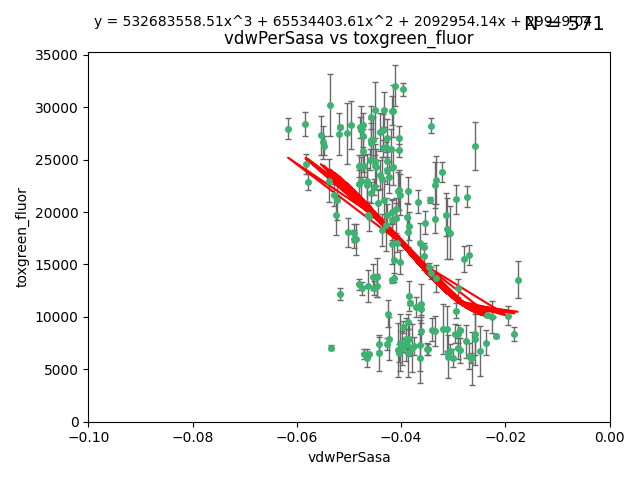 y = 532683558.51x^3 + 65534403.61x^2 + 2092954.14x +
N = 571
vdwPerSasa vs toxgreen_fluor
toxgreen_fluor
35000
30000
25000
20000
15000
10000
5000
0
−0.10 −0.08 −0.06 −0.04 −0.02 0.00
vdwPerSasa